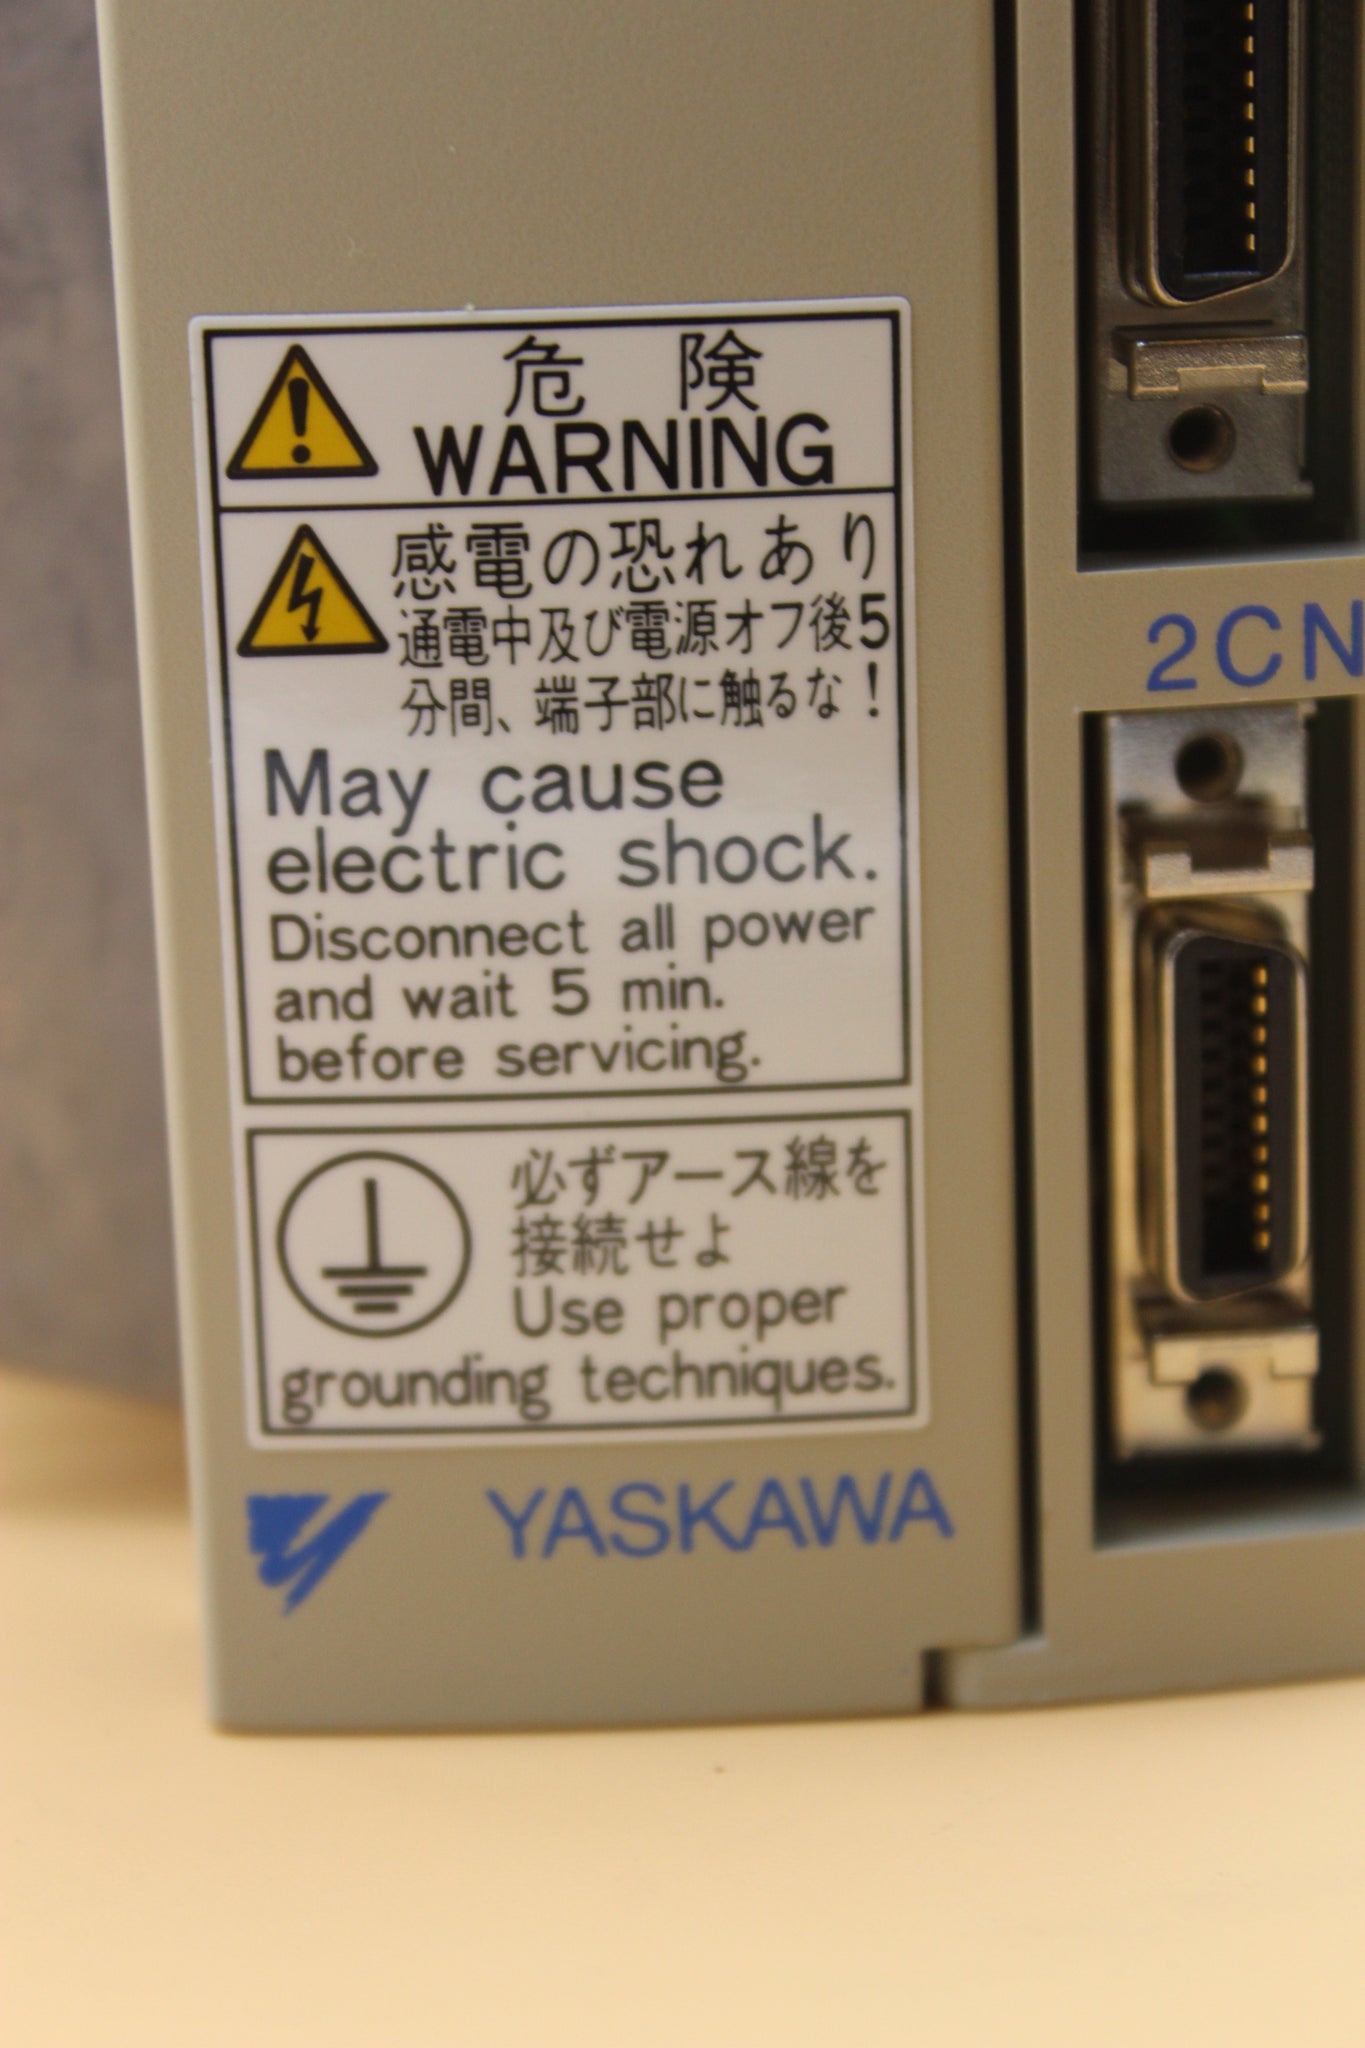 危 険
WARNING
感電の恐れあり
通電中及び電源オフ後5
分間、端子部に触るな!
May cause
electric shock.
Disconnect all power
and wait 5 min.
before servicing.
必ずアース線を
接続せよ
Use proper
grounding techniques.
YASKAWA
2CN